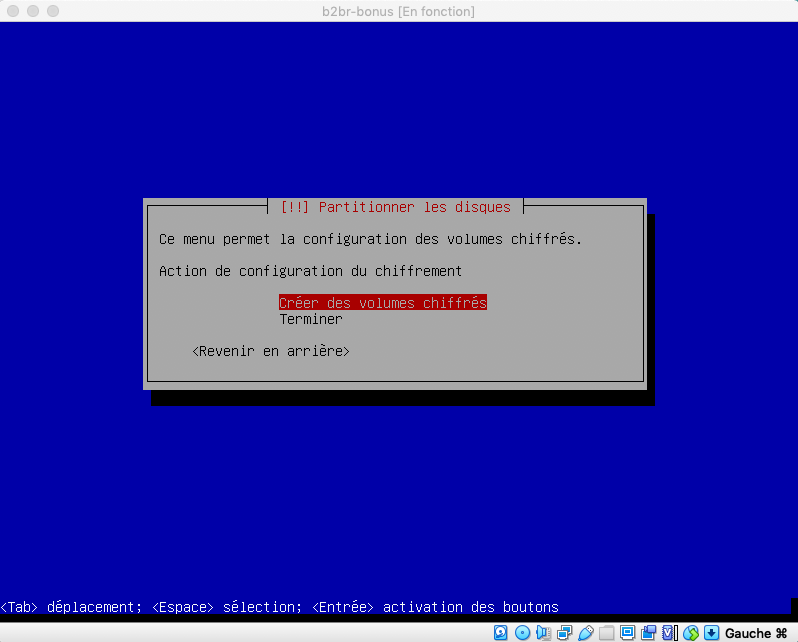 b2br-bonus [En fonction]
[!!] Partitionner les disques
Ce menu permet la configuration des volumes chiffrés.
Action de configuration du chiffrement
Créer des volumes chiffrés
Terminer
<Revenir en arrière>
<Tab> déplacement; <Espace> sélection; <Entrée> activation des boutons
Gauche ⌘